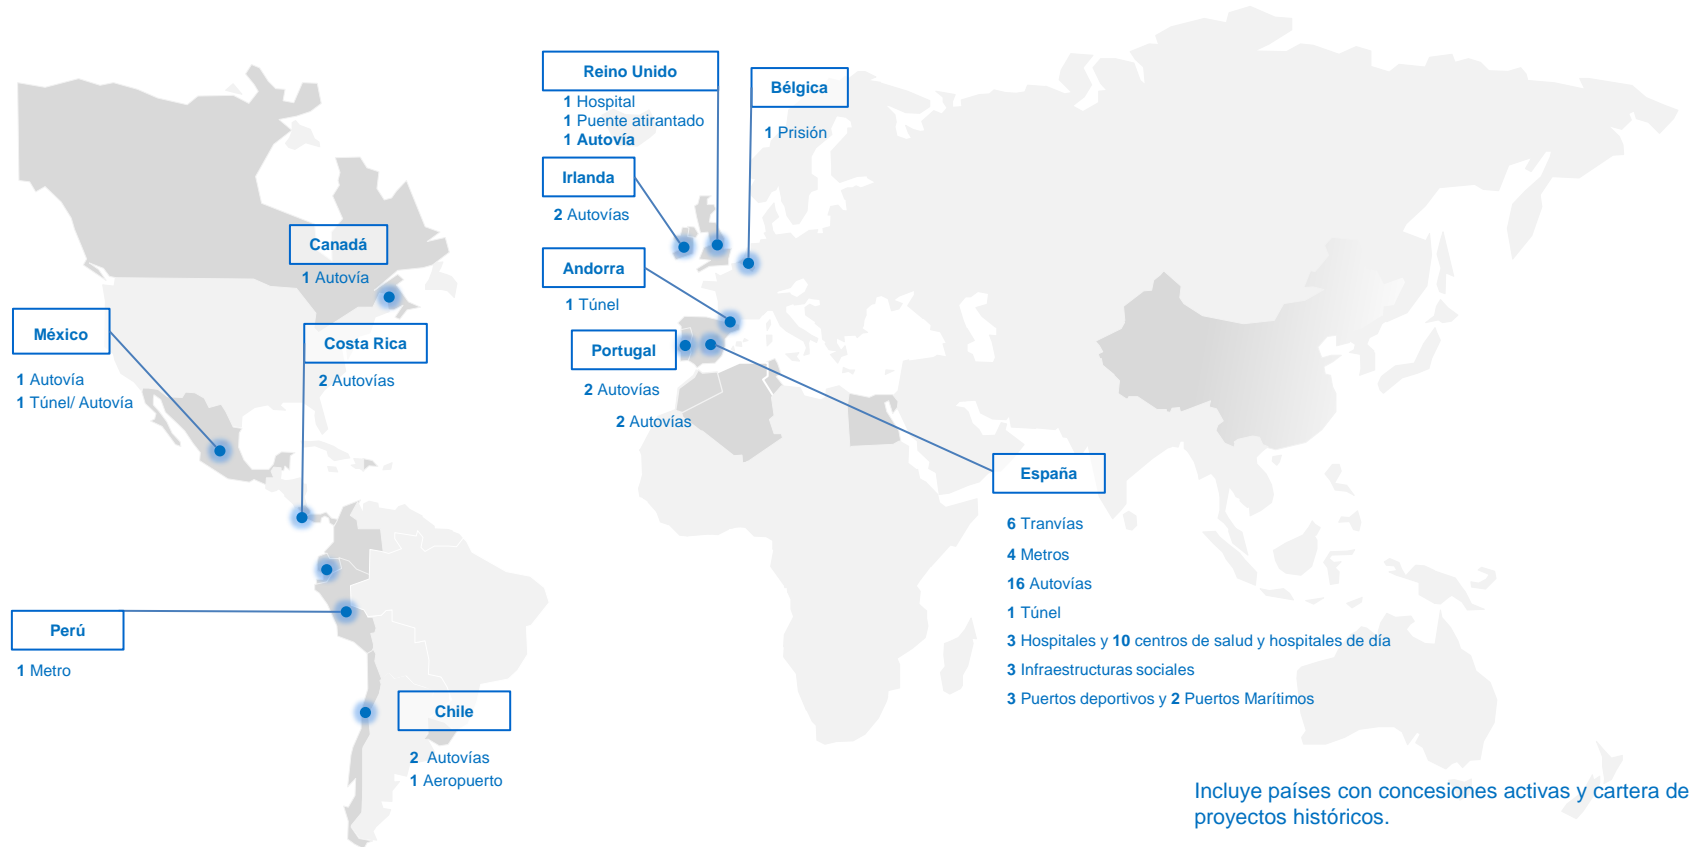 Reino Unido
1 Hospital
1 Puente atirantado
1 Autovía
Bélgica
1 Prisión
Irlanda
2 Autovías
Canadá
1 Autovía
Andorra
1 Túnel
México
1 Autovía
1 Túnel/ Autovía
Costa Rica
2 Autovías
Portugal
2 Autovías
2 Autovías
España
6 Tranvías
4 Metros
16 Autovías
1 Túnel
3 Hospitales y 10 centros de salud y hospitales de día
3 Infraestructuras sociales
3 Puertos deportivos y 2 Puertos Marítimos
Perú
1 Metro
Chile
2 Autovías
1 Aeropuerto
Incluye países con concesiones activas y cartera de
proyectos históricos.